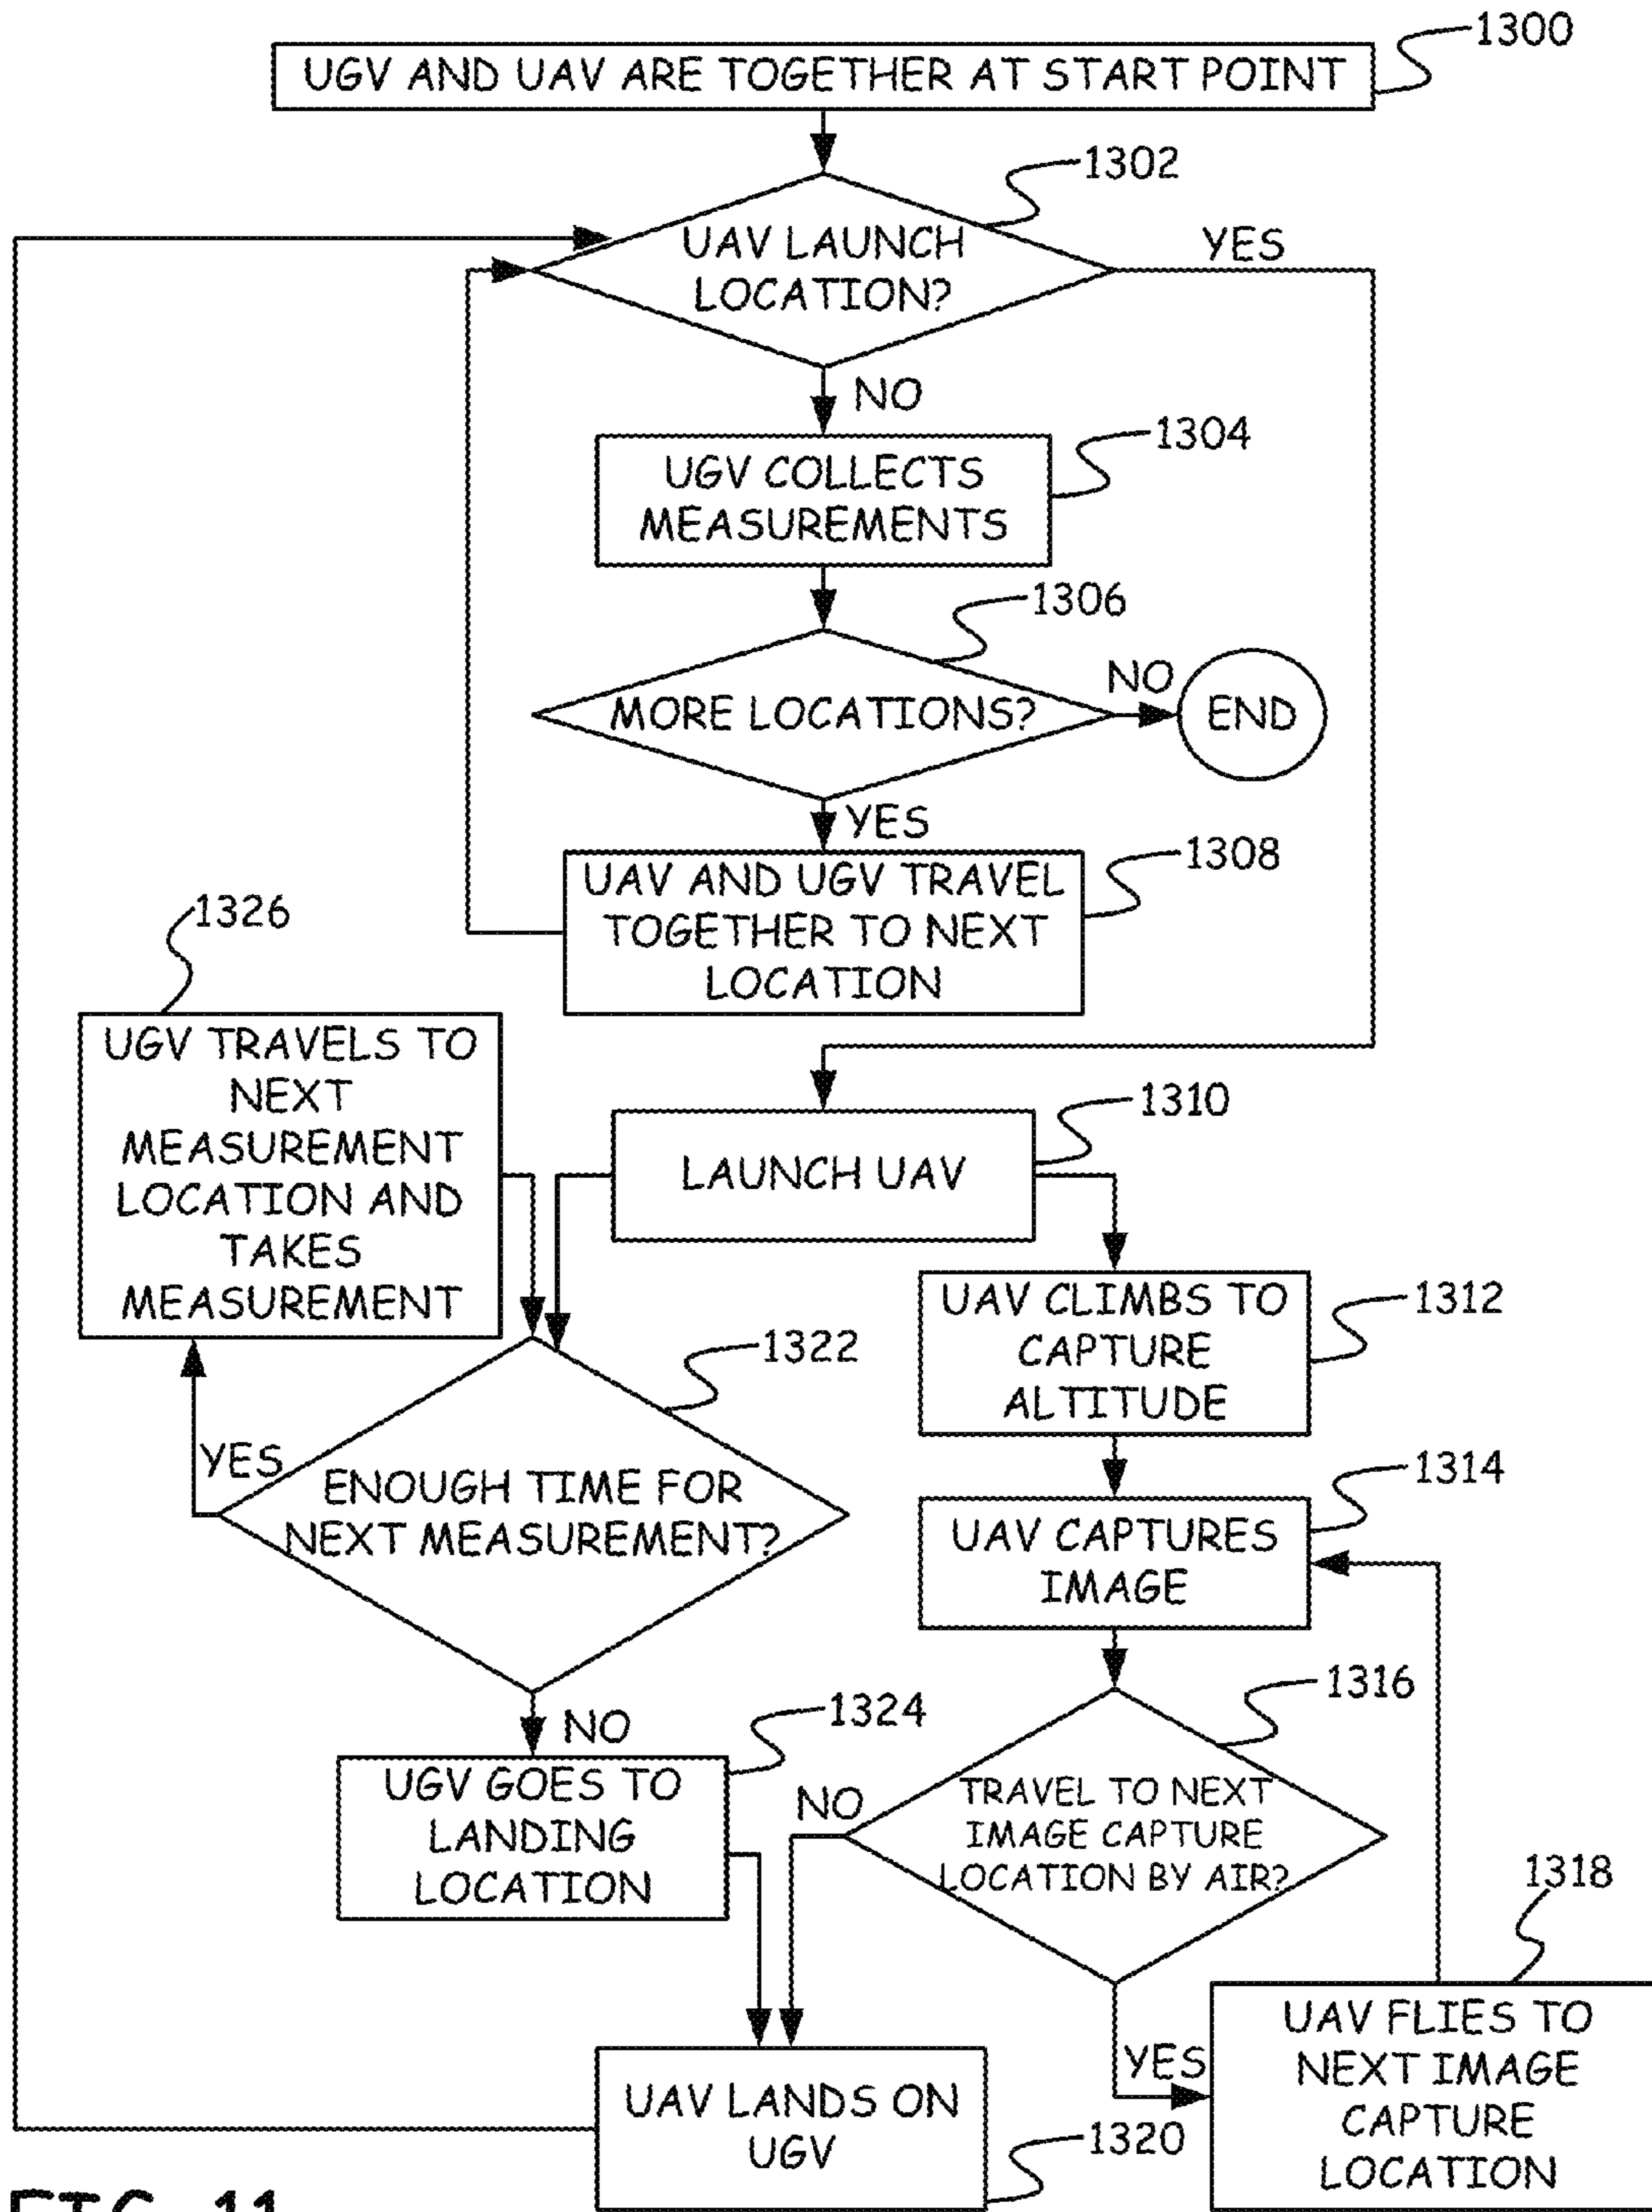 1300
UGV AND UAV ARE TOGETHER AT START POINT
1302
UAV LAUNCH
LOCATION?
YES
NO
1304
UGV COLLECTS
MEASUREMENTS
1306
MORE LOCATIONS?
NO
END
YES
1308
UAV AND UGV TRAVEL
TOGETHER TO NEXT
LOCATION
1326
UGV TRAVELS TO
NEXT
MEASUREMENT
LOCATION AND
TAKES
MEASUREMENT
1310
LAUNCH UAV
1312
UAV CLIMBS TO
CAPTURE
ALTITUDE
1322
ENOUGH TIME FOR
NEXT MEASUREMENT?
YES
NO
1314
UAV CAPTURES
IMAGE
1316
TRAVEL TO NEXT
IMAGE CAPTURE
LOCATION BY AIR?
NO
YES
1324
UGV GOES TO
LANDING
LOCATION
1318
UAV FLIES TO
NEXT IMAGE
CAPTURE
LOCATION
UAV LANDS ON
UGV
1320
FIG. 11